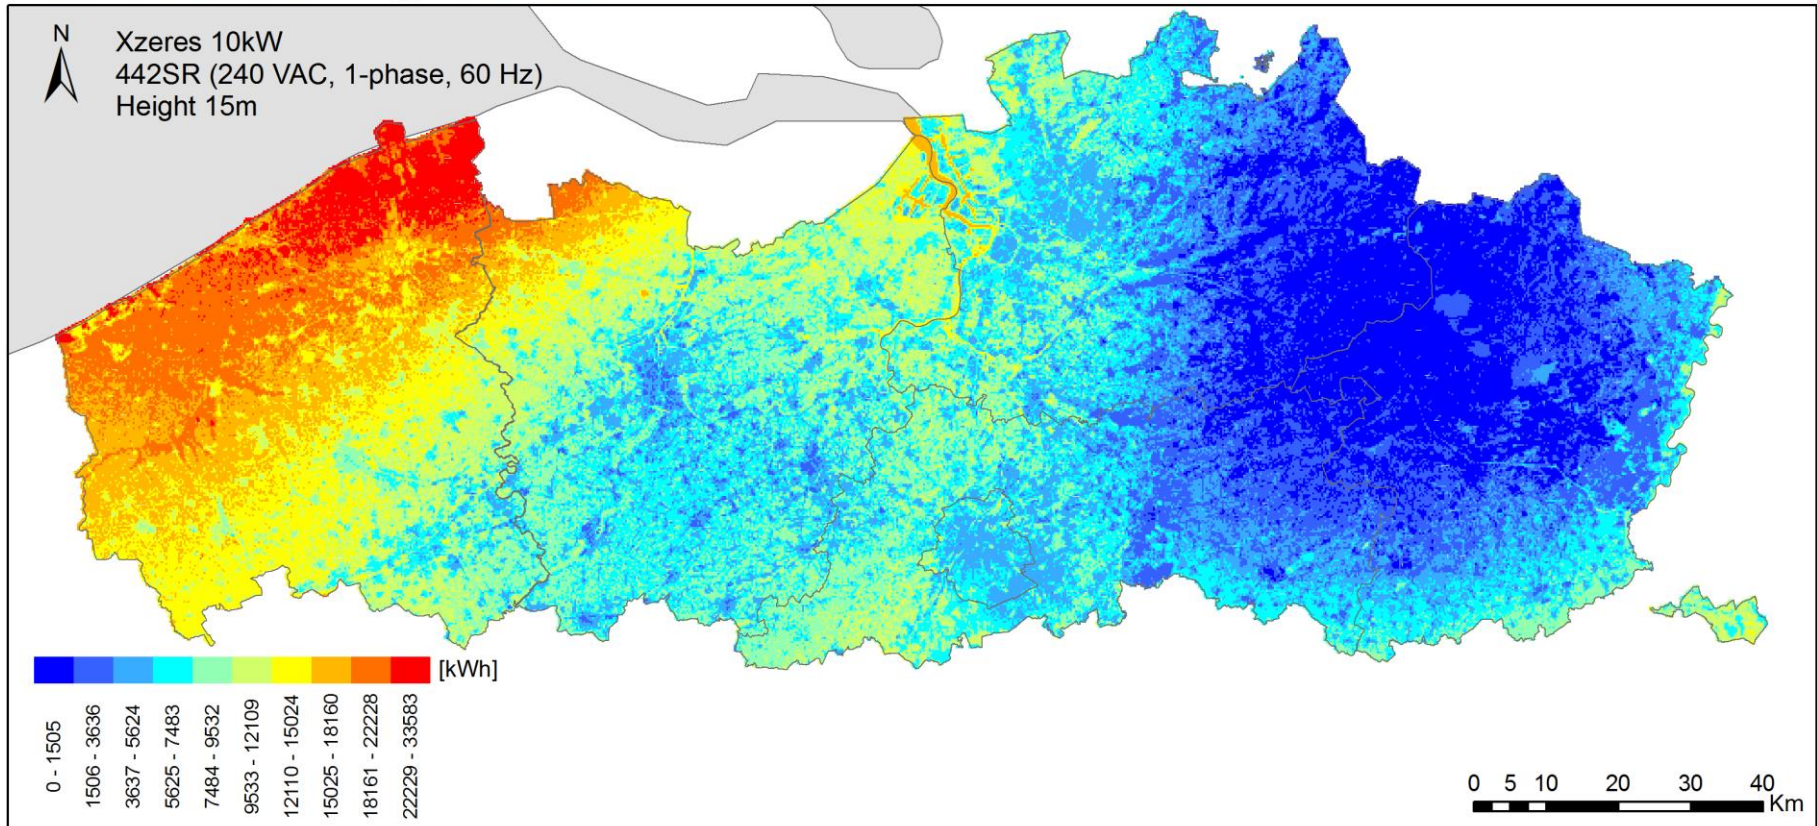 N
Xzeres 10kW
442SR (240 VAC, 1-phase, 60 Hz)
Height 15m
[kWh]
0 - 1505
1506 - 3636
3637 - 5624
5625 - 7483
7484 - 9532
9533 - 12109
12110 - 15024
15025 - 18160
18161 - 22228
22229 - 33583
0 5 10 20 30 40
Km